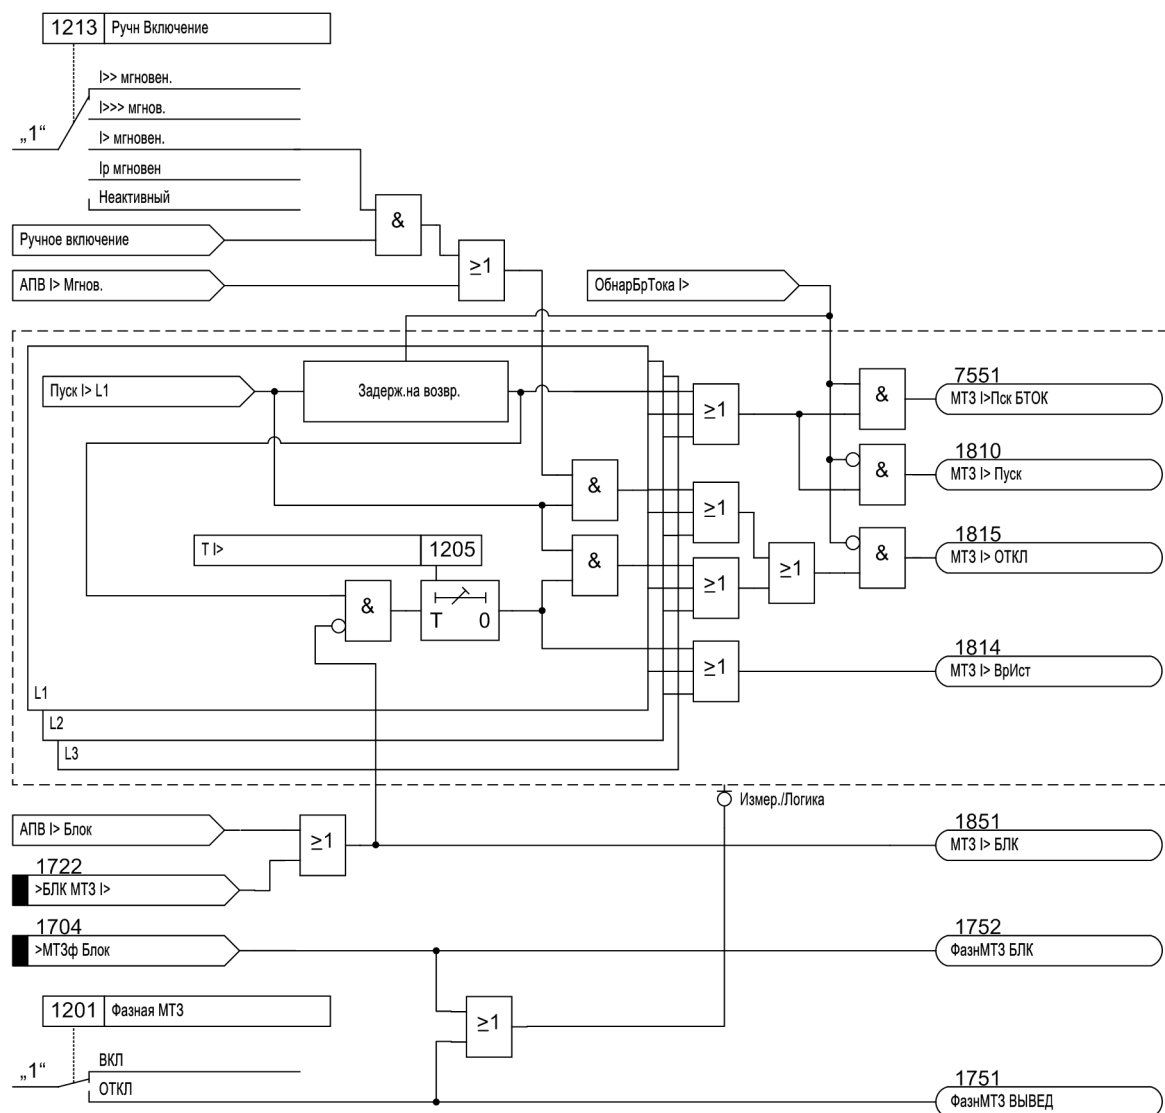 1213 Ручн Включение
I>> мгновен.
I>>> мгнов.
„1“
I> мгновен.
Ip мгновен
Неактивный
&
Ручное включение
≥1
АПВ I> Мгнов.
ОбнарБрТока I>
Пуск I> L1
Задерж.на возвр.
≥1
&
7551
МТЗ I>Пск БТОК
&
1810
МТЗ I> Пуск
&
≥1
T I> 1205
&
≥1
≥1
&
1815
МТЗ I> ОТКЛ
&
T 0
≥1
1814
МТЗ I> ВрИст
L1
L2
L3
Измер./Логика
АПВ I> Блок
≥1
1851
МТЗ I> БЛК
1722
>БЛК МТЗ I>
1704
>МТЗф Блок
1752
ФазнМТЗ БЛК
1201 Фазная МТЗ
≥1
„1“
ВКЛ
ОТКЛ
1751
ФазнМТЗ ВЫВЕД